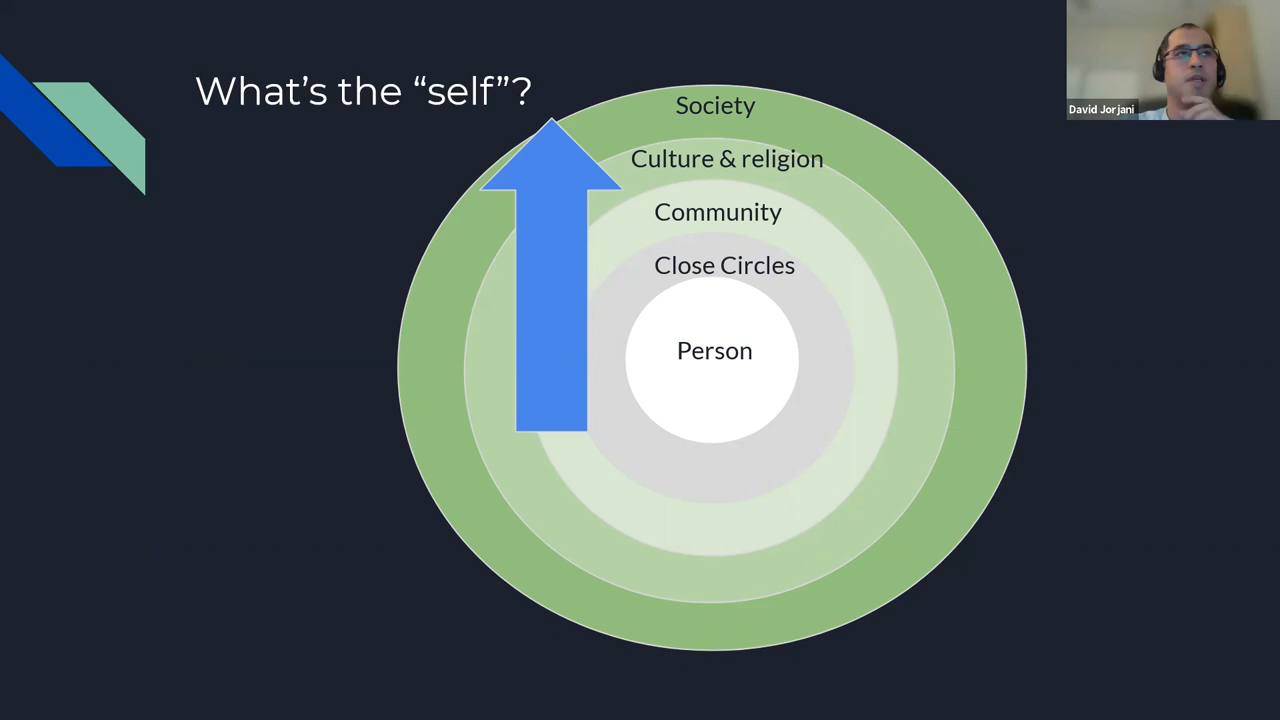 What’s the “self”?
Society
Culture & religion
Community
Close Circles
Person
David Jorjani